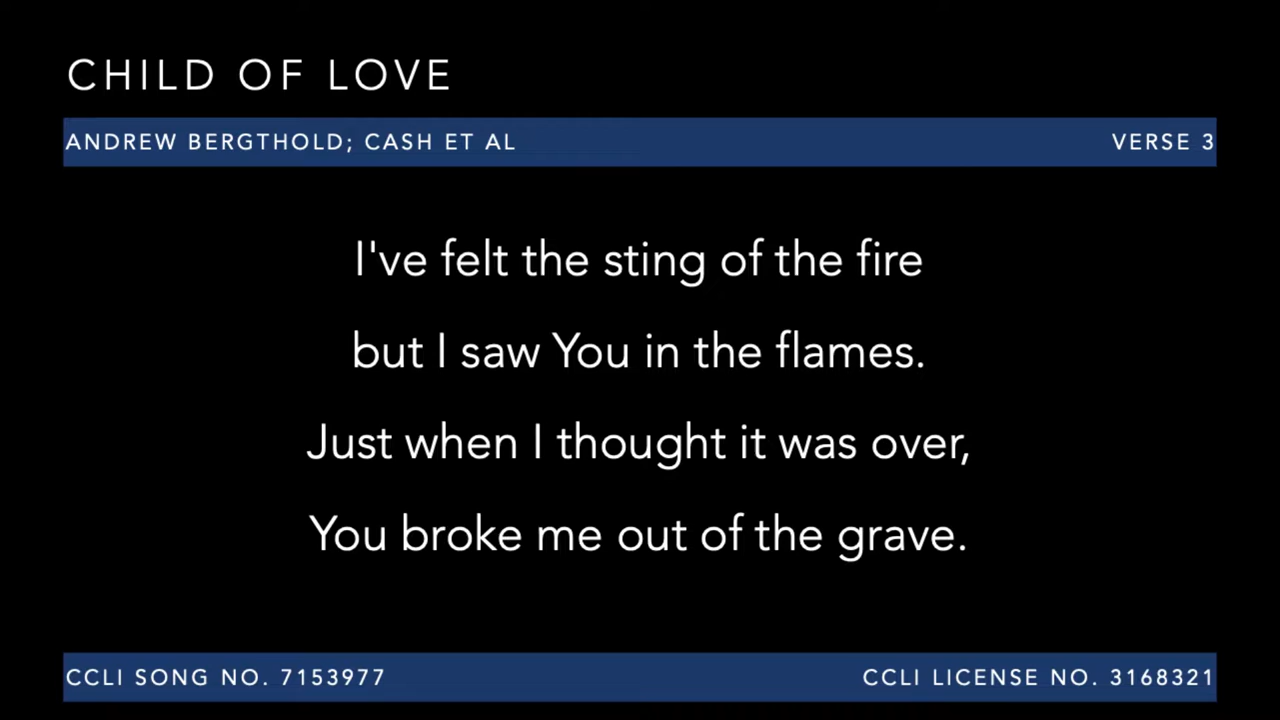 CHILD OF LOVE
ANDREW BERGTHOLD; CASH ET AL VERSE 3
I've felt the sting of the fire
but I saw You in the flames.
Just when I thought it was over,
You broke me out of the grave.
CCLI SONG NO. 7153977 CCLI LICENSE NO. 3168321